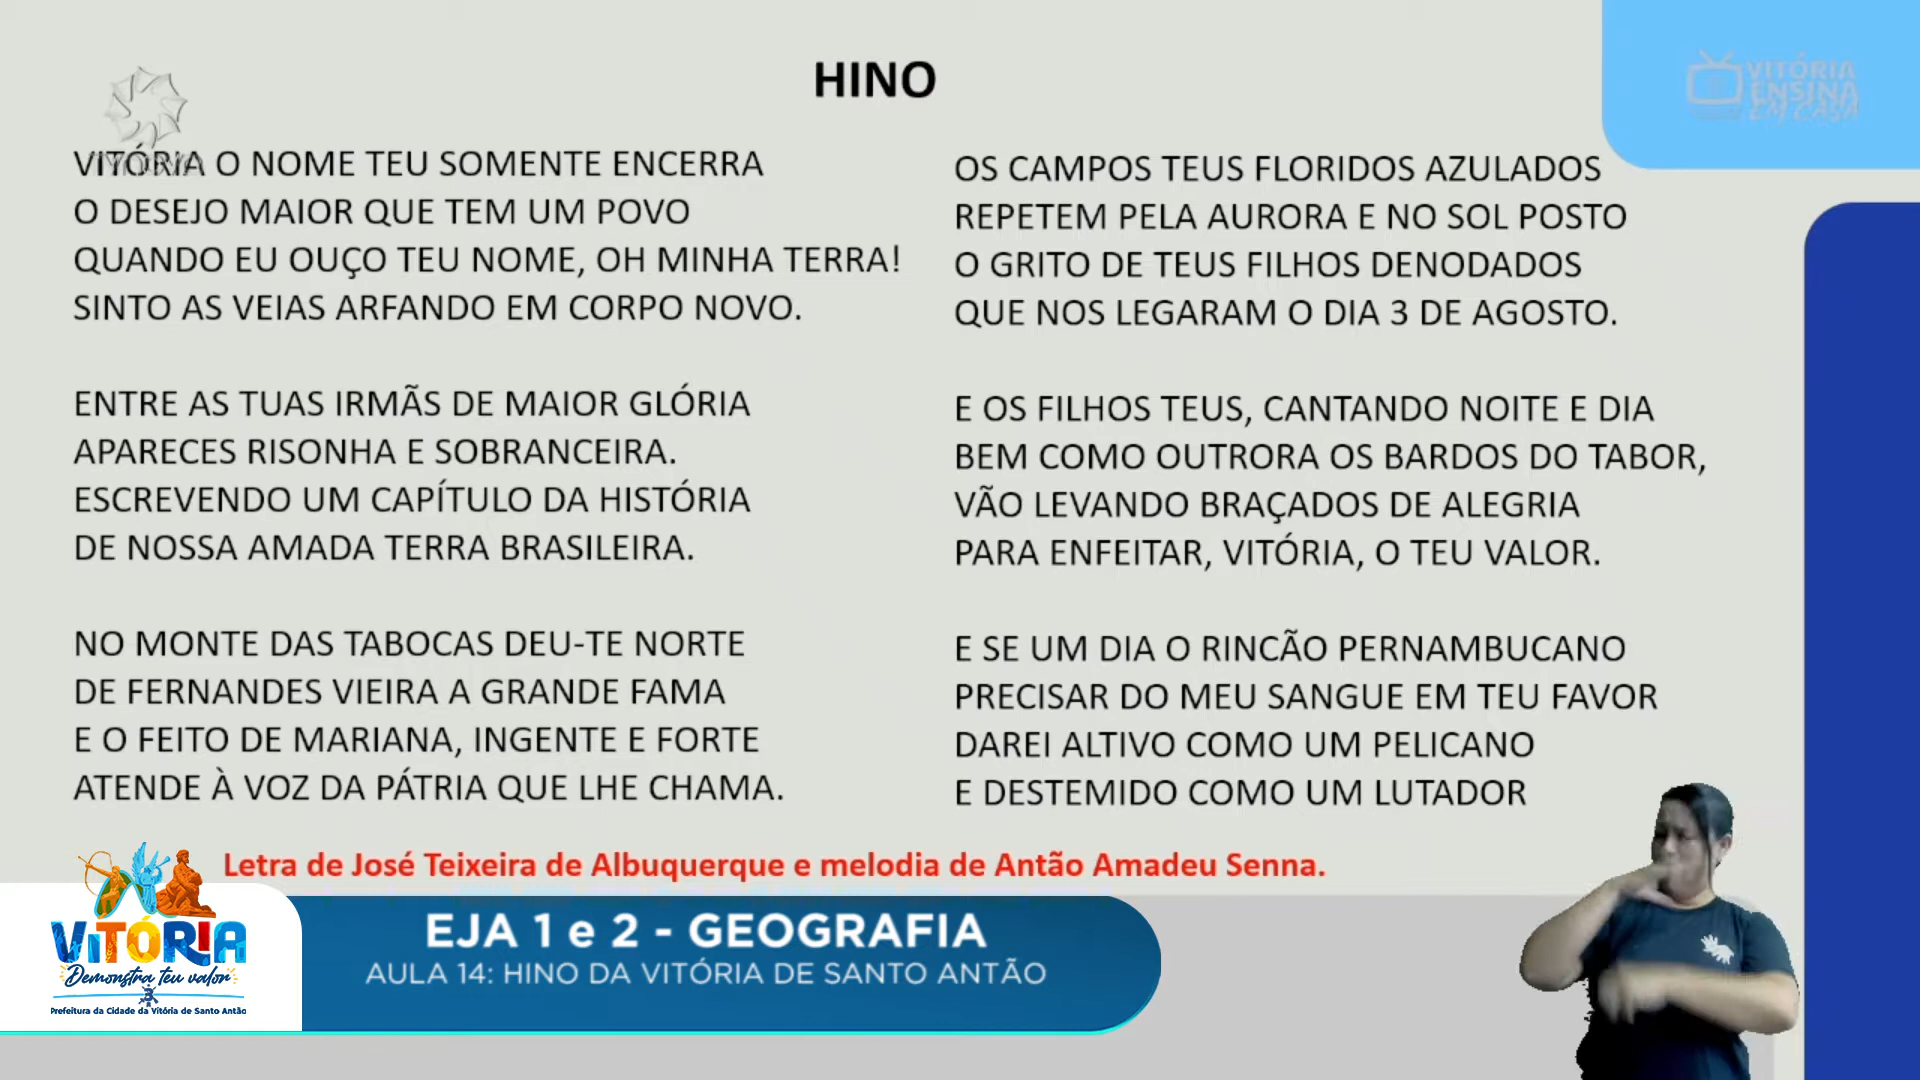 HINO
VITÓRIA O NOME TEU SOMENTE ENCERRA
O DESEJO MAIOR QUE TEM UM POVO
QUANDO EU OUÇO TEU NOME, OH MINHA TERRA!
SINTO AS VEIAS ARFANDO EM CORPO NOVO.
ENTRE AS TUAS IRMÃS DE MAIOR GLÓRIA
APARECES RISONHA E SOBRANCEIRA.
ESCREVENDO UM CAPÍTULO DA HISTÓRIA
DE NOSSA AMADA TERRA BRASILEIRA.
NO MONTE DAS TABOCAS DEU-TE NORTE
DE FERNANDES VIEIRA A GRANDE FAMA
E O FEITO DE MARIANA, INGENTE E FORTE
ATENDE À VOZ DA PÁTRIA QUE LHE CHAMA.
OS CAMPOS TEUS FLORIDOS AZULADOS
REPETEM PELA AURORA E NO SOL POSTO
O GRITO DE TEUS FILHOS DENODADOS
QUE NOS LEGARAM O DIA 3 DE AGOSTO.
E OS FILHOS TEUS, CANTANDO NOITE E DIA
BEM COMO OUTRORA OS BARDOS DO TABOR,
VÃO LEVANDO BRAÇADOS DE ALEGRIA
PARA ENFEITAR, VITÓRIA, O TEU VALOR.
E SE UM DIA O RINCÃO PERNAMBUCANO
PRECISAR DO MEU SANGUE EM TEU FAVOR
DAREI ALTIVO COMO UM PELICANO
E DESTEMIDO COMO UM LUTADOR
Letra de José Teixeira de Albuquerque e melodia de Antão Amadeu Senna.
VITÓRIA
ENSINA
EM CASA
EJA 1 e 2 - GEOGRAFIA
AULA 14: HINO DA VITÓRIA DE SANTO ANTÃO
VITÓRIA
Demonstra teu valor
Prefeitura da Cidade da Vitória de Santo Antão